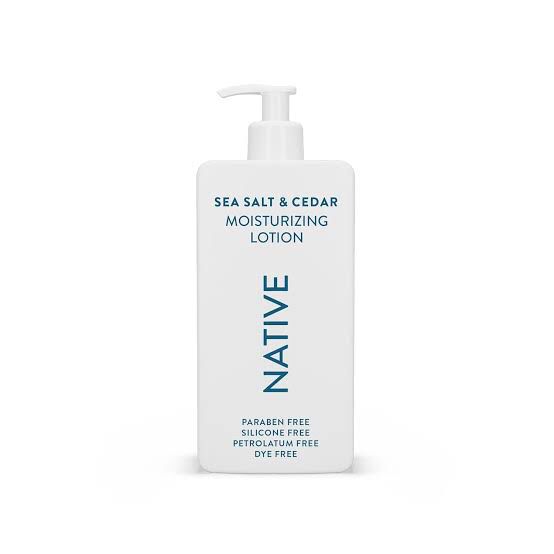 SEA SALT & CEDAR
MOISTURIZING
LOTION
NATIVE
PARABEN FREE
SILICONE FREE
PETROLATUM FREE
DYE FREE